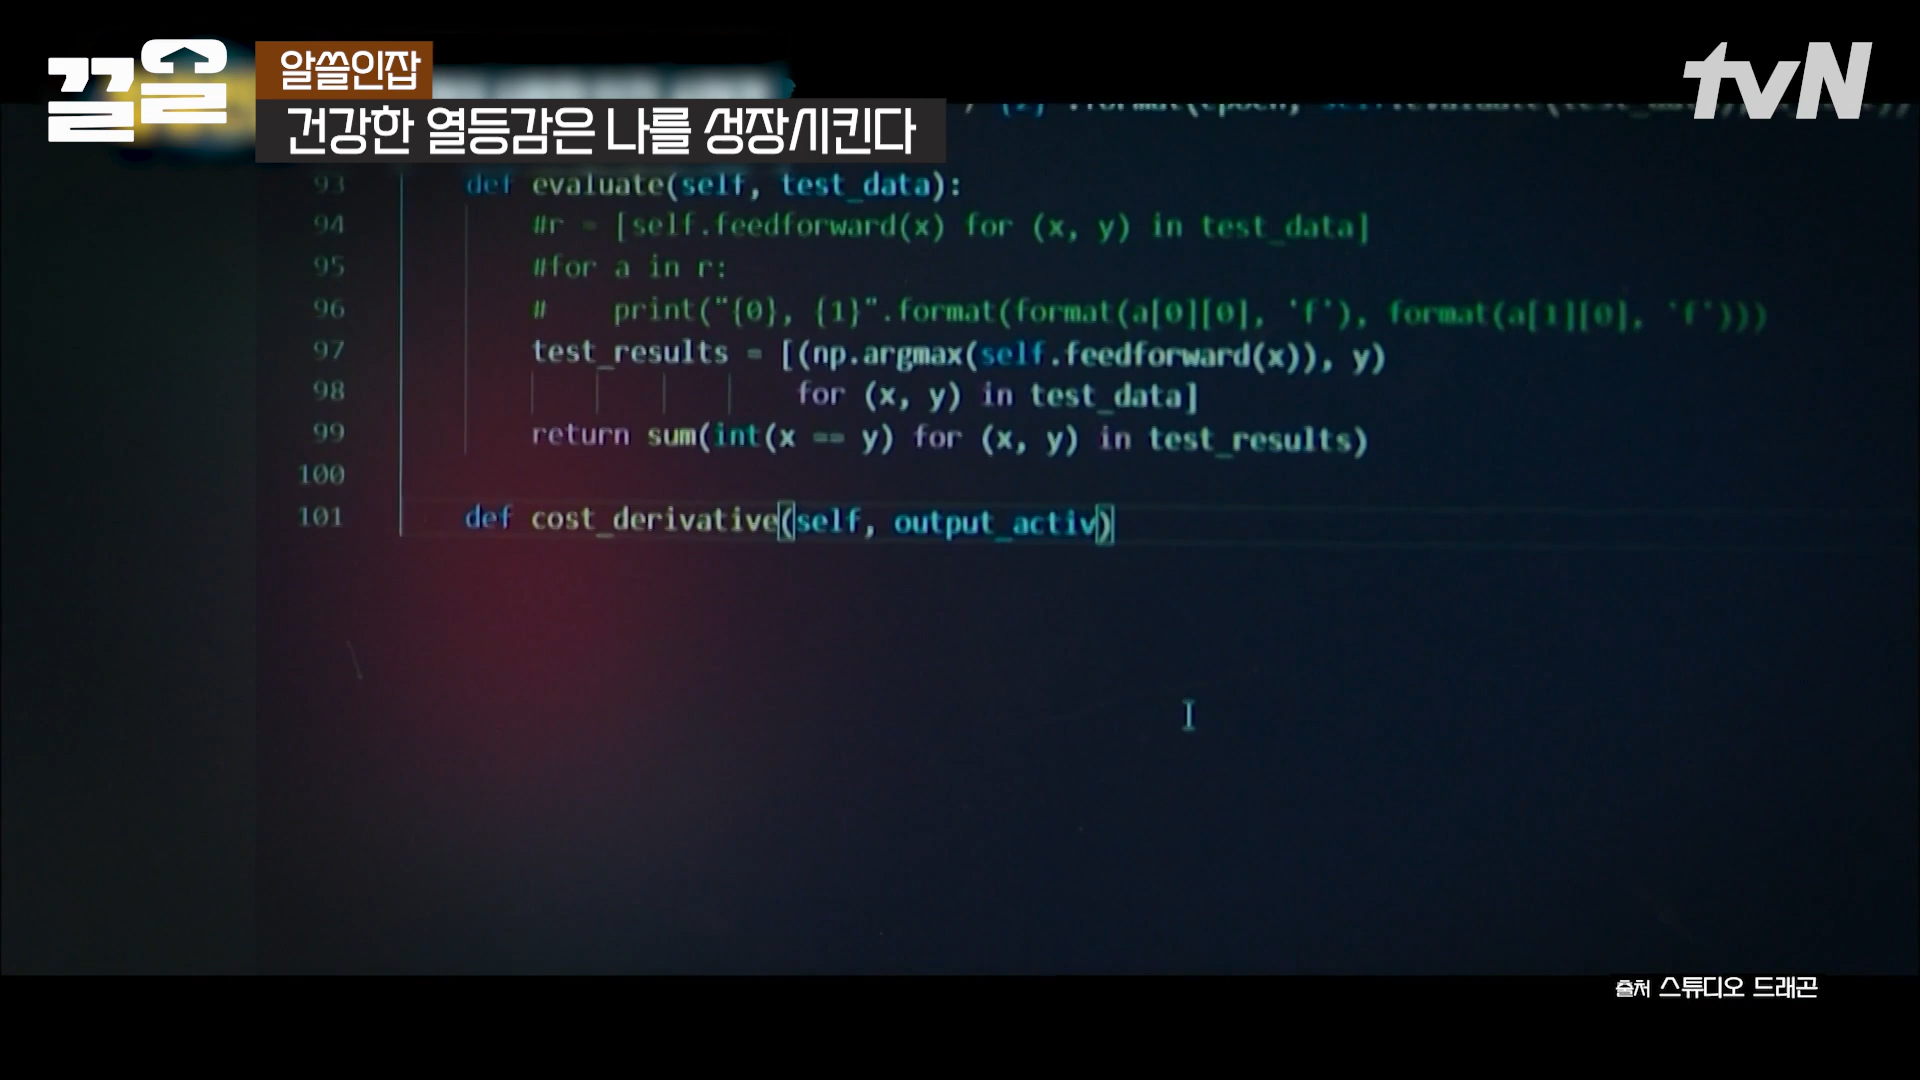 끌올
알쓸인잡
tvN
건강한 열등감은 나를 성장시킨다
93 def evaluate(self, test_data):
94 #r = [self.feedforward(x) for (x, y) in test_data]
95 #for a in r:
96 # print("{0}, {1}".format(format(a[0][0], 'f'), format(a[1][0], 'f')))
97 test_results = [(np.argmax(self.feedforward(x)), y)
98 for (x, y) in test_data]
99 return sum(int(x == y) for (x, y) in test_results)
100
101 def cost_derivative(self, output_activ)
출처 스튜디오 드래곤